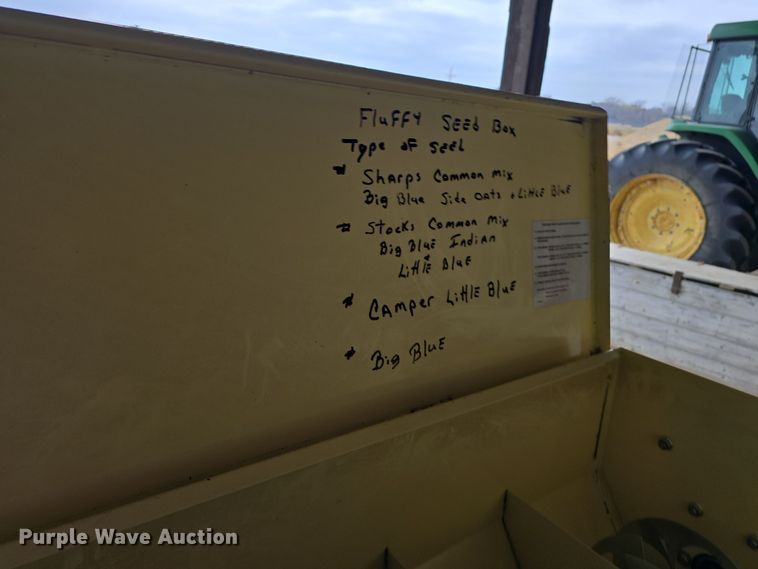 FluFFy SEEd Box
Type of SEEd
# Sharps Common Mix
Big Blue Side oats + LittlE BluE
# Stocks Common Mix
Big BluE Indian
+
LittlE Blue
# CAmper LittlE BluE
# Big BluE
Purple Wave Auction